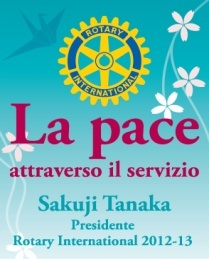 ROTARY
INTERNATIONAL
La pace
attraverso il servizio
Sakuji Tanaka
Presidente
Rotary International 2012-13